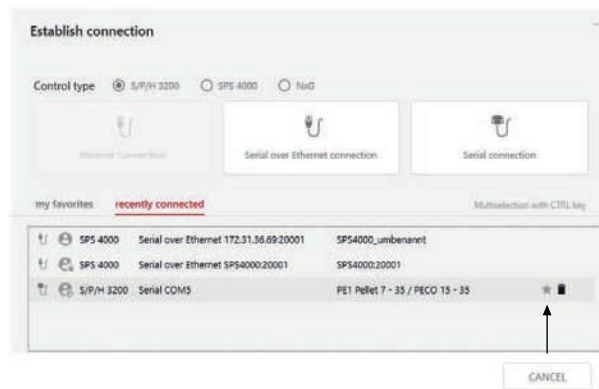 Establish connection
Control type S/P/H 3200 SPS 4000 NoG
Ethernet Connection Serial over Ethernet connection Serial connection
my favorites recently connected Multiselection with CTRL key
SPS 4000 Serial over Ethernet 172.31.36.69:20001 SPS4000_umbenannt
SPS 4000 Serial over Ethernet SPS4000:20001 SPS4000:20001
S/P/H 3200 Serial COM5 PE1 Pellet 7 - 35 / PECO 15 - 35
CANCEL